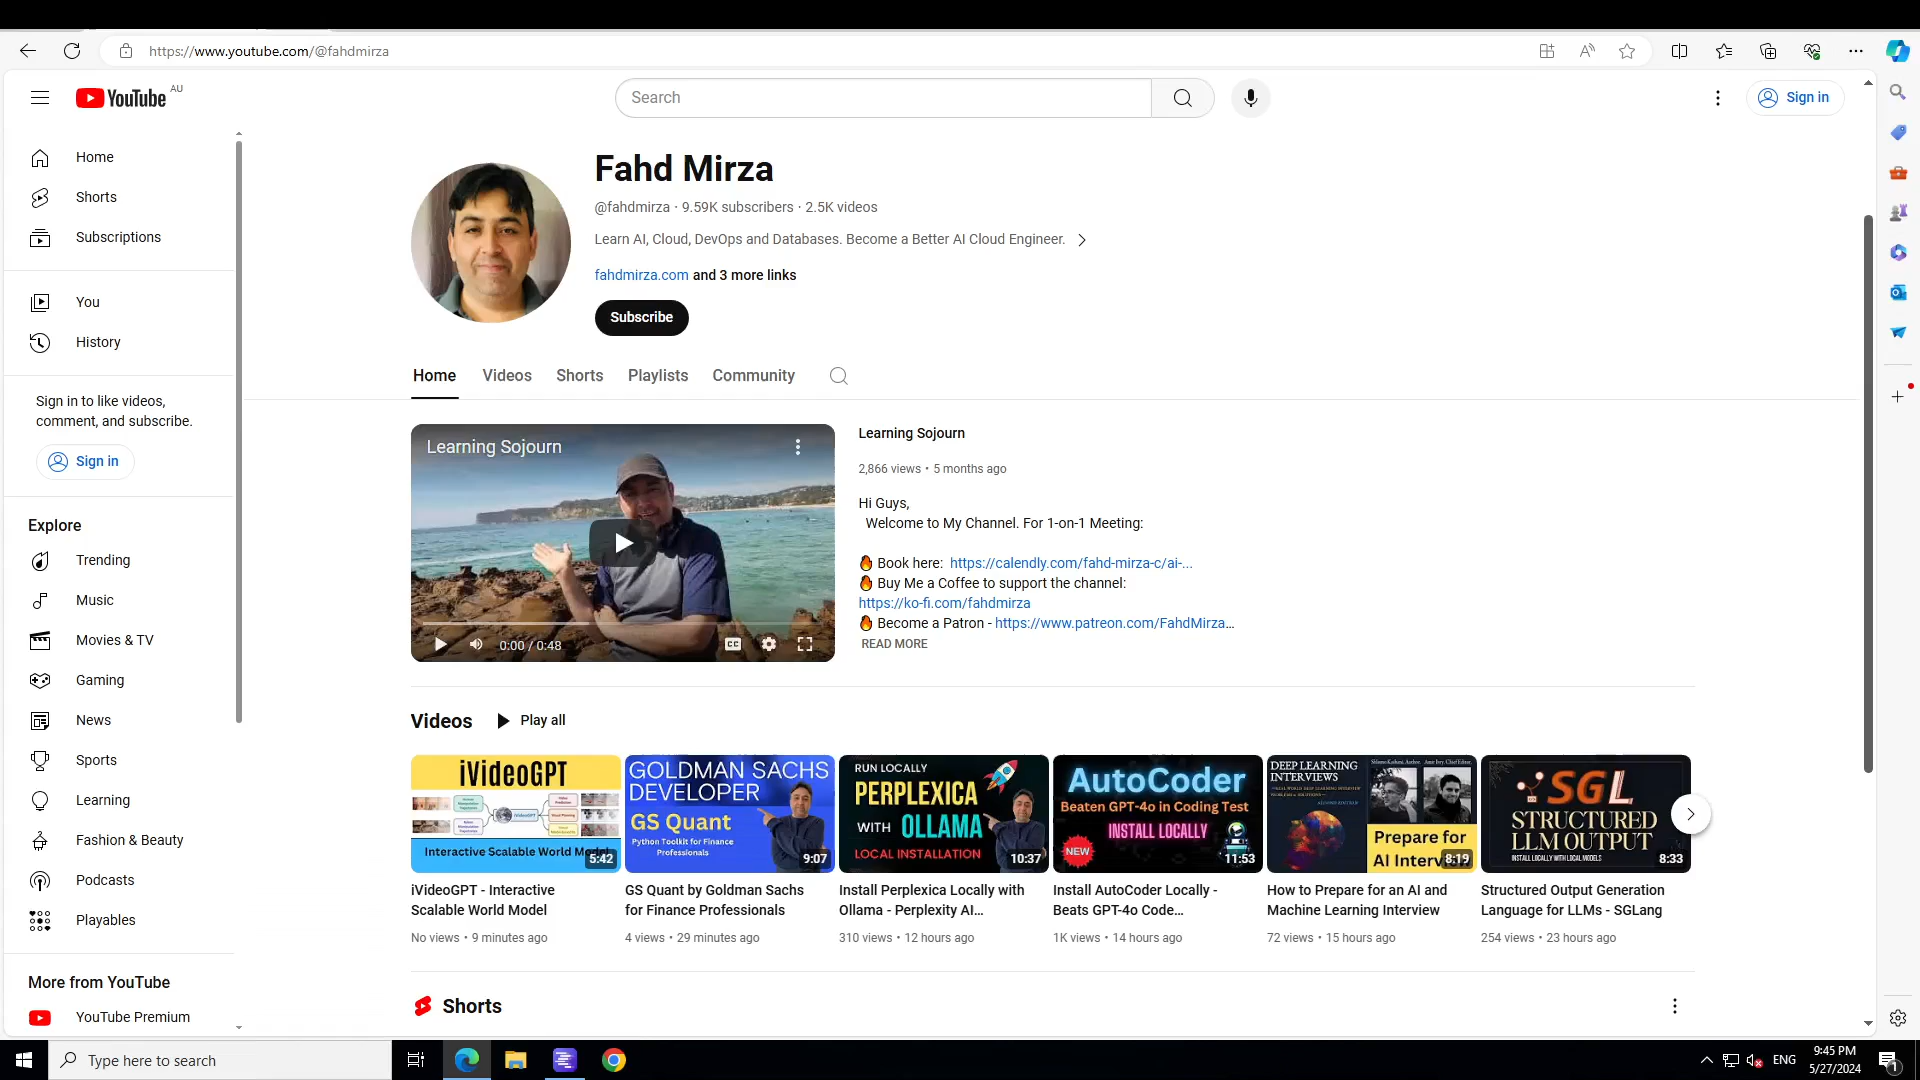 https://www.youtube.com/@fahdmirza
YouTube AU
Search
Sign in
Home
Shorts
Subscriptions
You
History
Sign in to like videos,
comment, and subscribe.
Sign in
Explore
Trending
Music
Movies & TV
Gaming
News
Sports
Learning
Fashion & Beauty
Podcasts
Playables
More from YouTube
YouTube Premium
Fahd Mirza
@fahdmirza · 9.59K subscribers · 2.5K videos
Learn AI, Cloud, DevOps and Databases. Become a Better AI Cloud Engineer.
fahdmirza.com and 3 more links
Subscribe
Home Videos Shorts Playlists Community
Learning Sojourn
0:00 / 0:48
CC
Learning Sojourn
2,866 views • 5 months ago
Hi Guys,
Welcome to My Channel. For 1-on-1 Meeting:
🔥 Book here: https://calendly.com/fahd-mirza-c/ai-...
🔥 Buy Me a Coffee to support the channel:
https://ko-fi.com/fahdmirza
🔥 Become a Patron - https://www.patreon.com/FahdMirza...
READ MORE
Videos Play all
iVideoGPT
Interactive Scalable World Model
5:42
iVideoGPT - Interactive
Scalable World Model
No views • 9 minutes ago
GOLDMAN SACHS
DEVELOPER
GS Quant
Python Toolkit for Finance
Professionals
9:07
GS Quant by Goldman Sachs
for Finance Professionals
4 views • 29 minutes ago
RUN LOCALLY
PERPLEXICA
WITH OLLAMA
LOCAL INSTALLATION
10:37
Install Perplexica Locally with
Ollama - Perplexity AI...
310 views • 12 hours ago
AutoCoder
Beaten GPT-4o in Coding Test
INSTALL LOCALLY
NEW
11:53
Install AutoCoder Locally -
Beats GPT-4o Code...
1K views • 14 hours ago
DEEP LEARNING
INTERVIEWS
Prepare for
AI Interview
8:19
How to Prepare for an AI and
Machine Learning Interview
72 views • 15 hours ago
SGL
STRUCTURED
LLM OUTPUT
INSTALL LOCALLY WITH LOCAL MODELS
8:33
Structured Output Generation
Language for LLMs - SGLang
254 views • 23 hours ago
Shorts
Type here to search
ENG
9:45 PM
5/27/2024
1